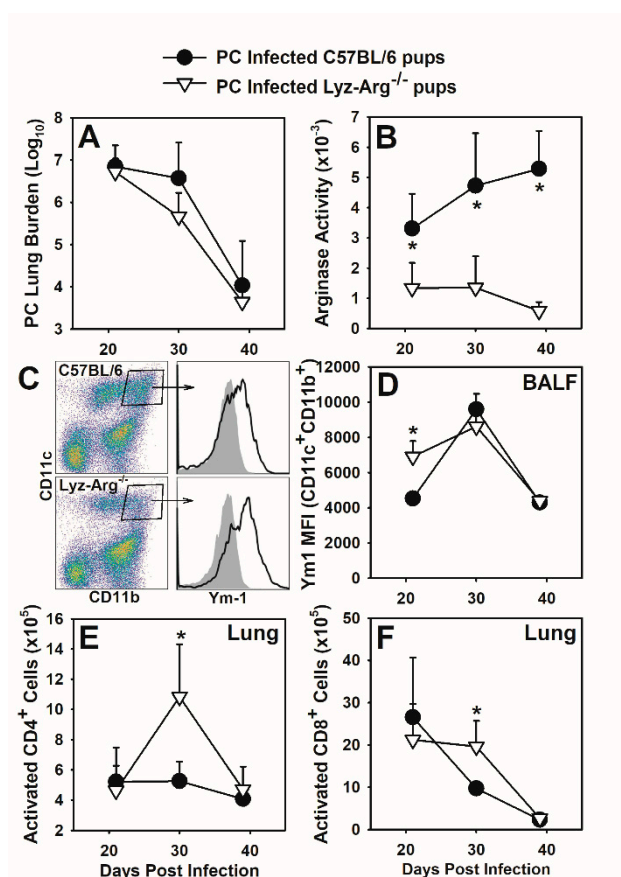 PC Infected C57BL/6 pups
PC Infected Lyz-Arg-/- pups
A
PC Lung Burden (Log10)
7
6
5
4
3
20 30 40
B
Arginase Activity (x10-3)
7
6
5
4
3
2
1
0
* * *
20 30 40
C
C57BL/6
Lyz-Arg-/-
CD11c
CD11b
Ym-1
D
BALF
Ym1 MFI (CD11c+CD11b+)
12000
10000
8000
6000
4000
2000
0
*
20 30 40
E
Lung
Activated CD4+ Cells (x105)
16
14
12
10
8
6
4
2
*
20 30 40
Days Post Infection
F
Lung
Activated CD8+ Cells (x105)
50
40
30
20
10
0
*
20 30 40
Days Post Infection